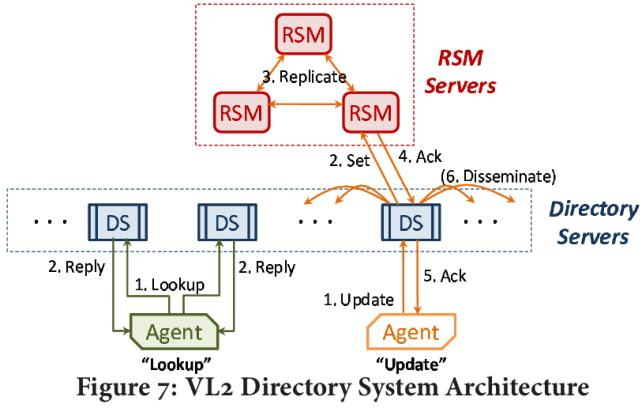 RSM
3. Replicate
RSM
RSM
RSM
Servers
2. Set
4. Ack
(6. Disseminate)
. . .
DS
DS
. . .
DS
. . .
Directory
Servers
2. Reply
1. Lookup
2. Reply
1. Update
5. Ack
Agent
Agent
“Lookup”
“Update”
Figure 7: VL2 Directory System Architecture